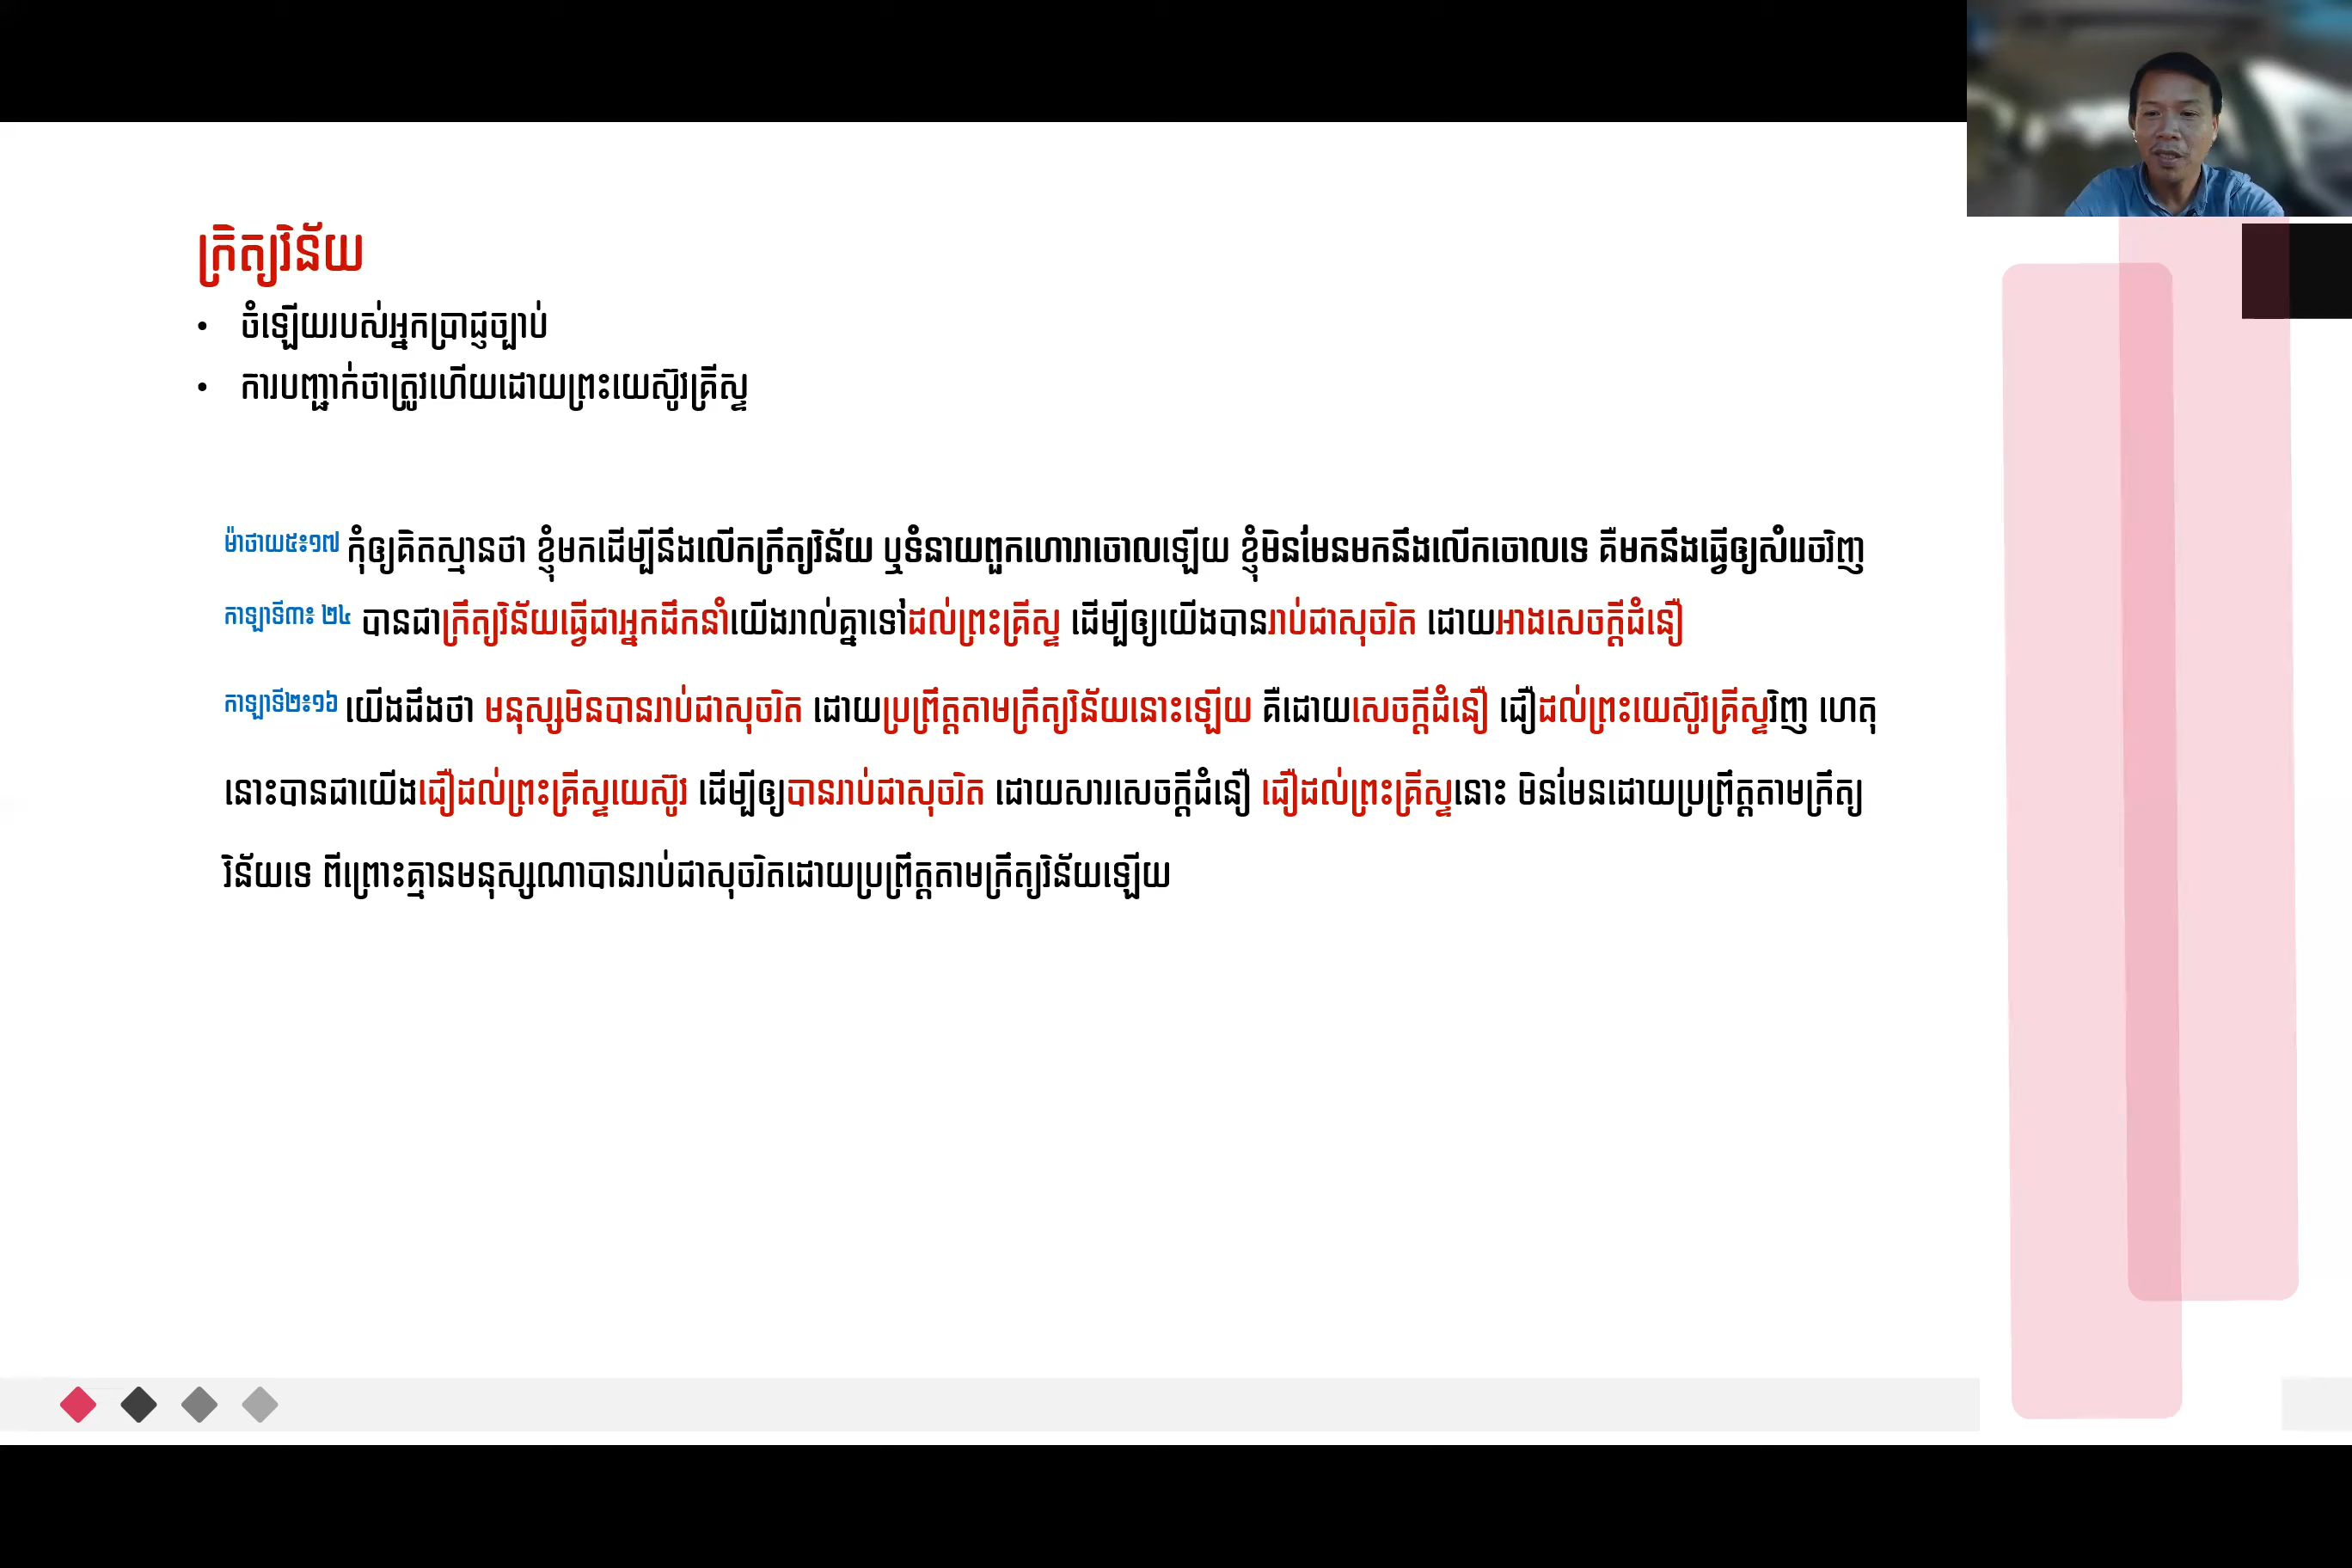 ក្រិត្យវិន័យ
• ចំឡើយរបស់អ្នកប្រាជ្ញច្បាប់
• ការបញ្ជាក់ថាត្រូវហើយដោយព្រះយេស៊ូវគ្រីស្ទ
ម៉ាថាយ៥ៈ១៧ កុំឲ្យគិតស្មានថា ខ្ញុំមកដើម្បីនឹងលើកក្រឹត្យវិន័យ ឬទំនាយពួកហោរាចោលឡើយ ខ្ញុំមិនមែនមកនឹងលើកចោលទេ គឺមកនឹងធ្វើឲ្យសំរេចវិញ
កាឡាទី៣ៈ ២៤ បានជាក្រឹត្យវិន័យធ្វើជាអ្នកដឹកនាំយើងរាល់គ្នាទៅដល់ព្រះគ្រីស្ទ ដើម្បីឲ្យយើងបានរាប់ជាសុចរិត ដោយអាងសេចក្ដីជំនឿ
កាឡាទី២ៈ១៦ យើងដឹងថា មនុស្សមិនបានរាប់ជាសុចរិត ដោយប្រព្រឹត្តតាមក្រឹត្យវិន័យនោះឡើយ គឺដោយសេចក្ដីជំនឿ ជឿដល់ព្រះយេស៊ូវគ្រីស្ទវិញ ហេតុ
នោះបានជាយើងជឿដល់ព្រះគ្រីស្ទយេស៊ូវ ដើម្បីឲ្យបានរាប់ជាសុចរិត ដោយសារសេចក្ដីជំនឿ ជឿដល់ព្រះគ្រីស្ទនោះ មិនមែនដោយប្រព្រឹត្តតាមក្រឹត្យ
វិន័យទេ ពីព្រោះគ្មានមនុស្សណាបានរាប់ជាសុចរិតដោយប្រព្រឹត្តតាមក្រឹត្យវិន័យឡើយ